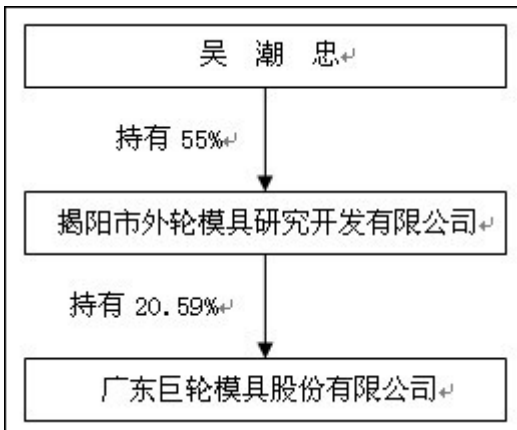 吴 潮 忠↵
持有 55%↵
揭阳市外轮模具研究开发有限公司↵
持有 20.59%↵
广东巨轮模具股份有限公司↵